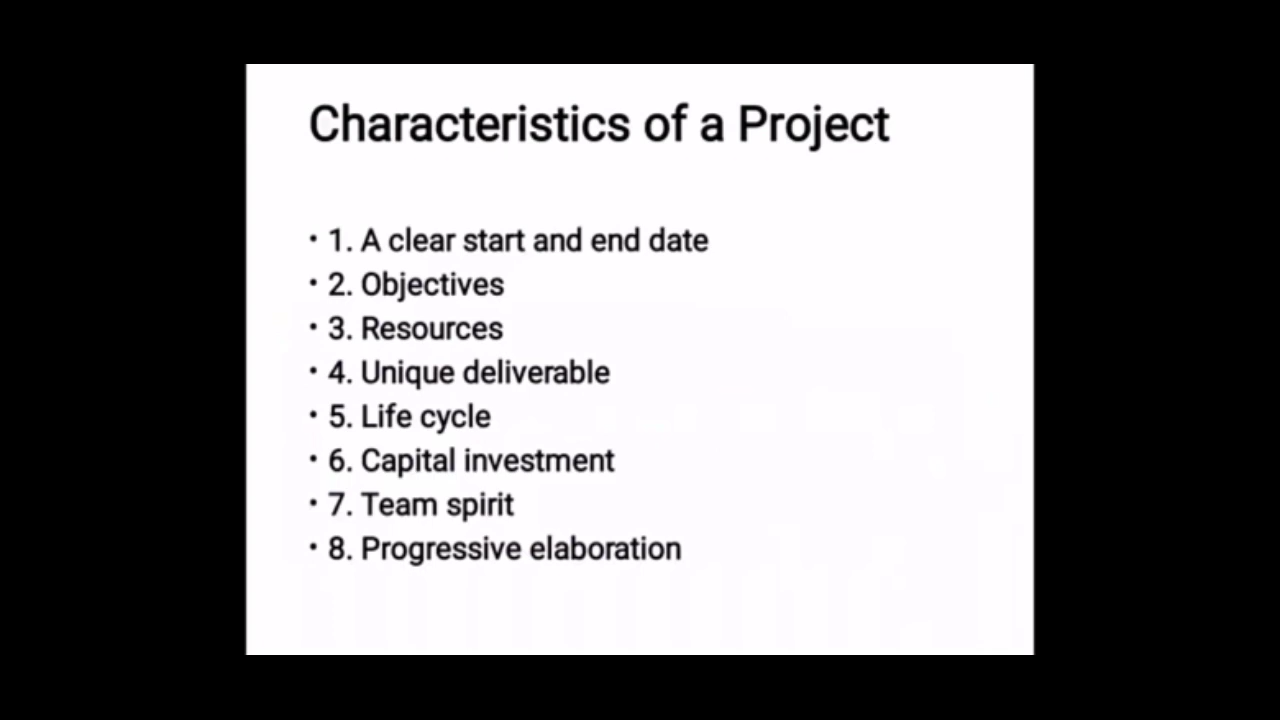 Characteristics of a Project
• 1. A clear start and end date
• 2. Objectives
• 3. Resources
• 4. Unique deliverable
• 5. Life cycle
• 6. Capital investment
• 7. Team spirit
• 8. Progressive elaboration